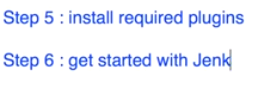 Step 5 : install required plugins
Step 6 : get started with Jenk